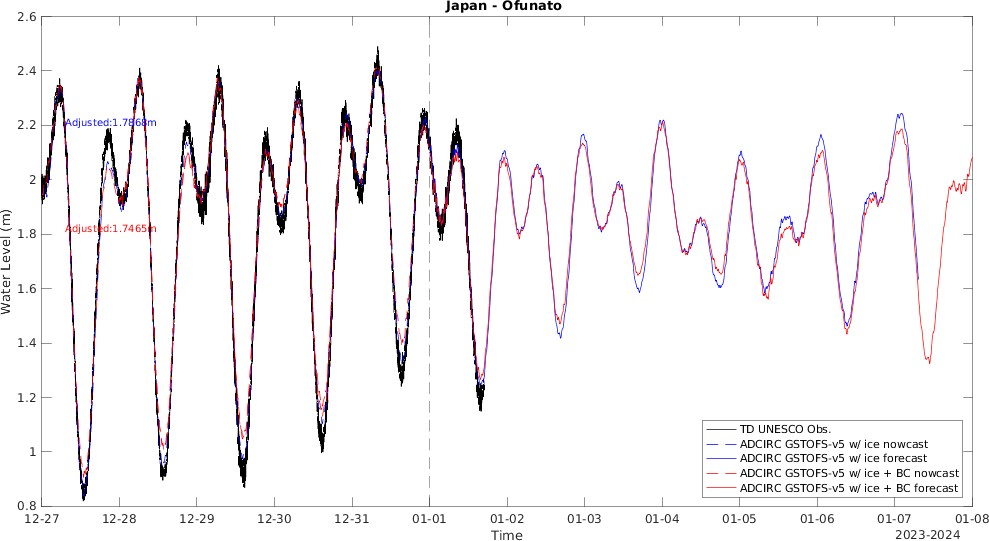 Japan - Ofunato
2.6
2.4
2.2
2
1.8
1.6
1.4
1.2
1
0.8
Water Level (m)
Adjusted:1.7868m
Adjusted:1.7465m
TD UNESCO Obs.
ADCIRC GSTOFS-v5 w/ ice nowcast
ADCIRC GSTOFS-v5 w/ ice forecast
ADCIRC GSTOFS-v5 w/ ice + BC nowcast
ADCIRC GSTOFS-v5 w/ ice + BC forecast
12-27 12-28 12-29 12-30 12-31 01-01 01-02 01-03 01-04 01-05 01-06 01-07 01-08
Time
2023-2024